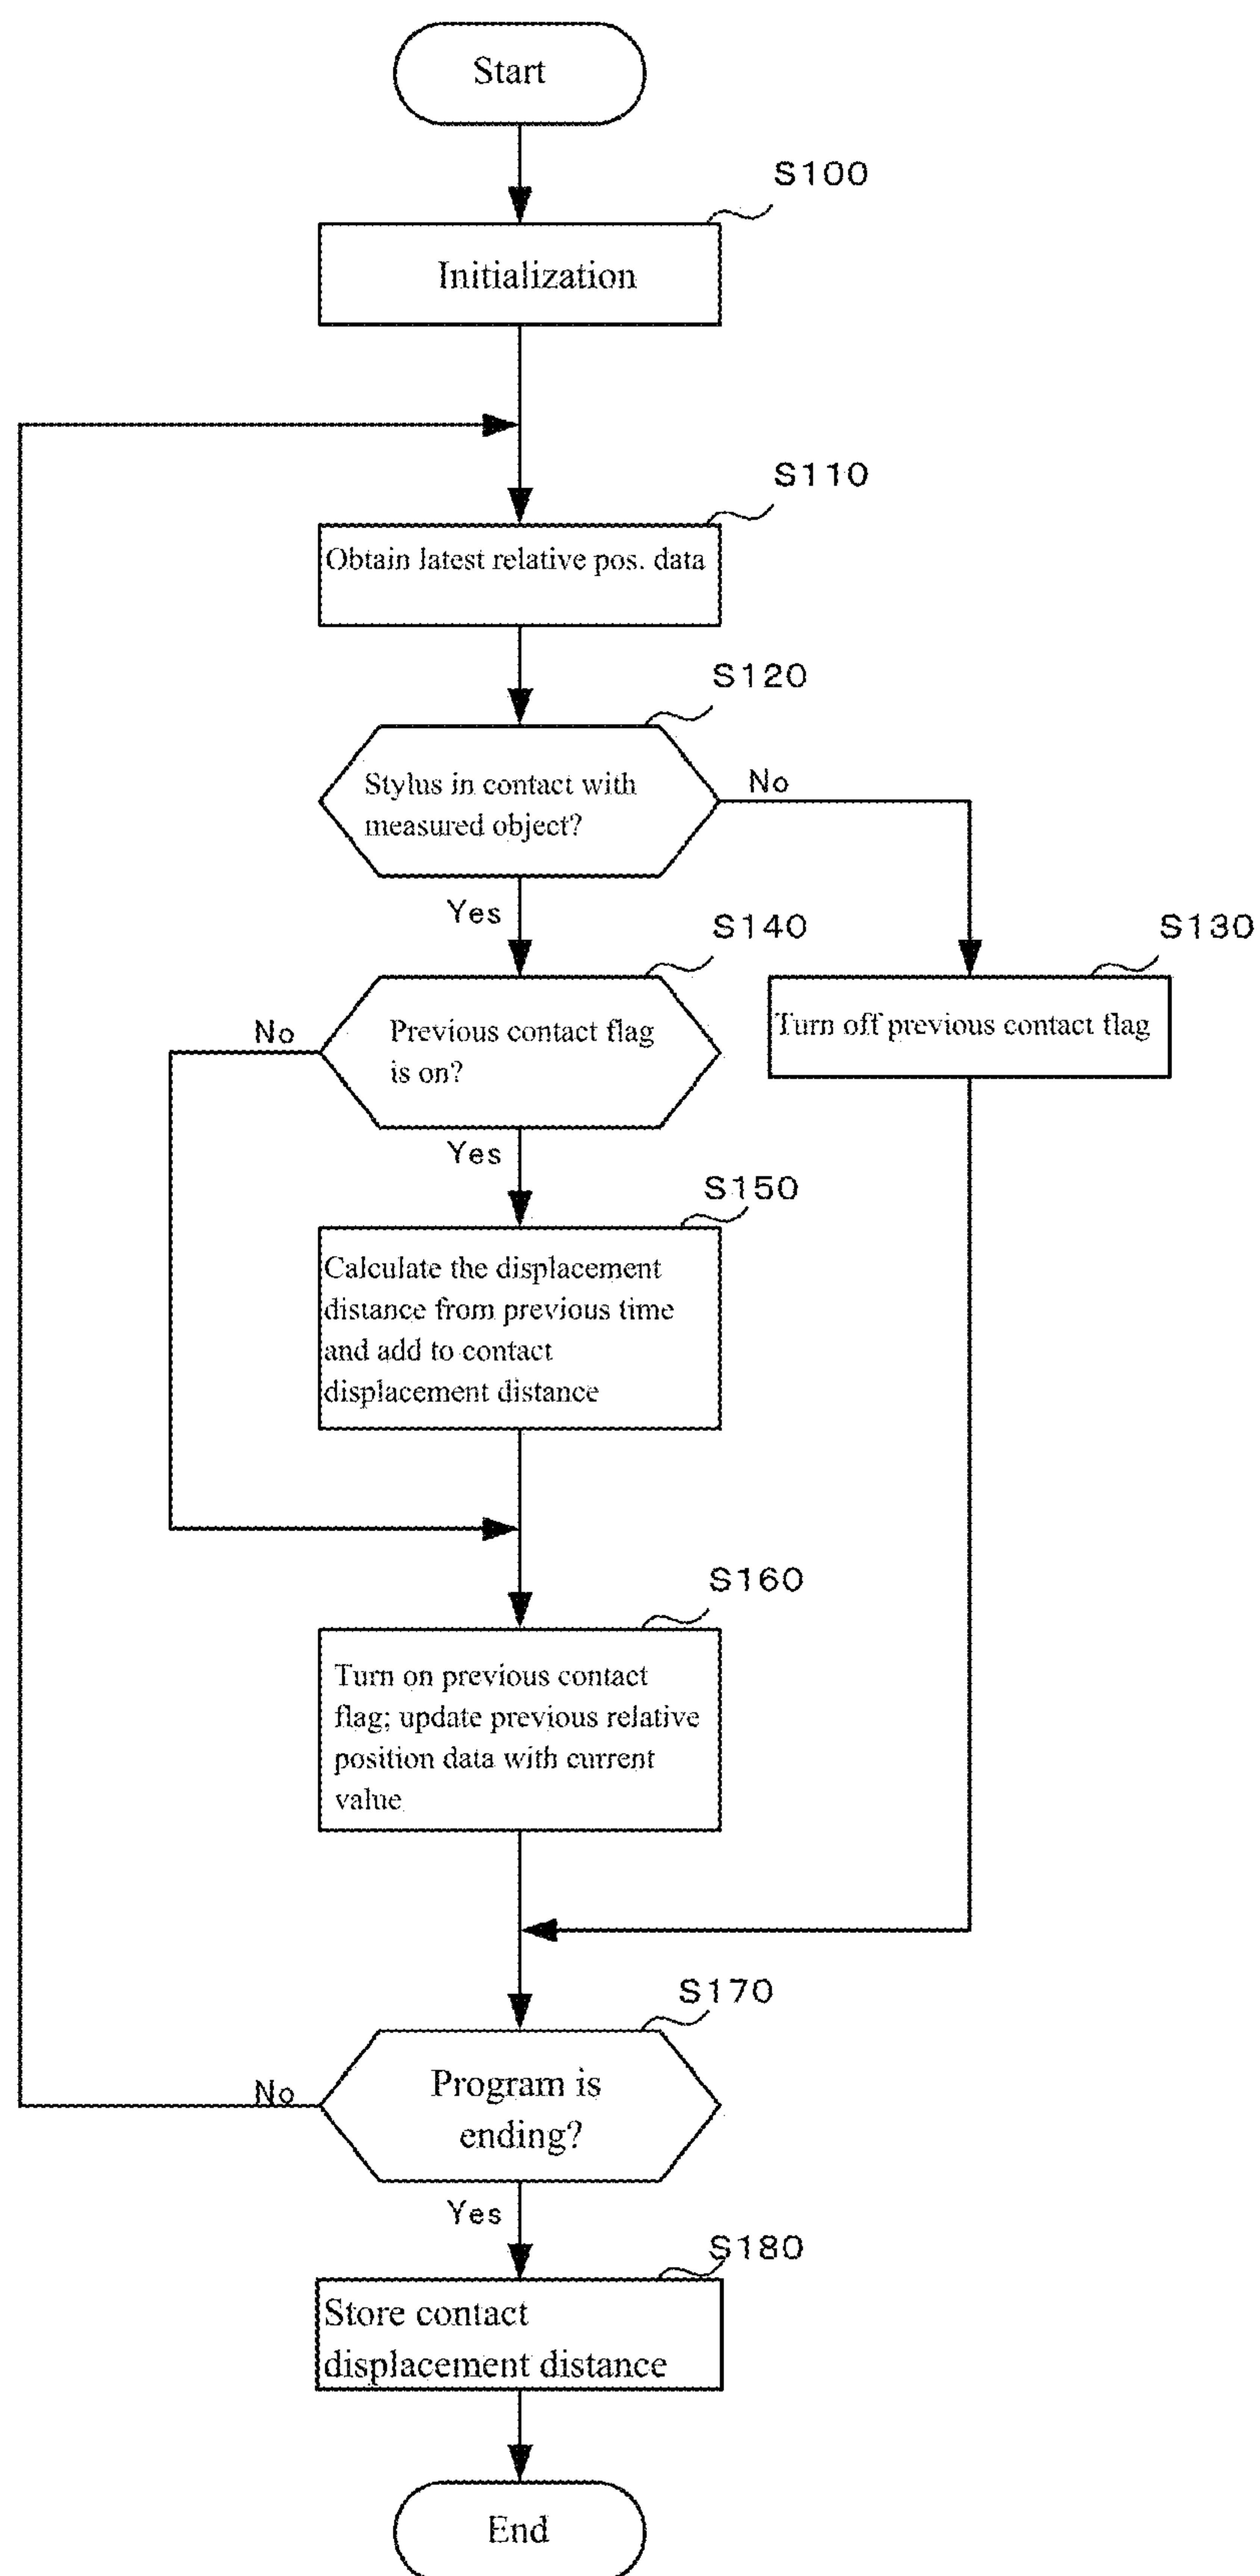 Start
S100
Initialization
S110
Obtain latest relative pos. data
S120
Stylus in contact with
measured object?
No
Yes
S140
S130
Previous contact flag
is on?
No
Turn off previous contact flag
Yes
S150
Calculate the displacement
distance from previous time
and add to contact
displacement distance
S160
Turn on previous contact
flag; update previous relative
position data with current
value
S170
Program is
ending?
No
Yes
S180
Store contact
displacement distance
End